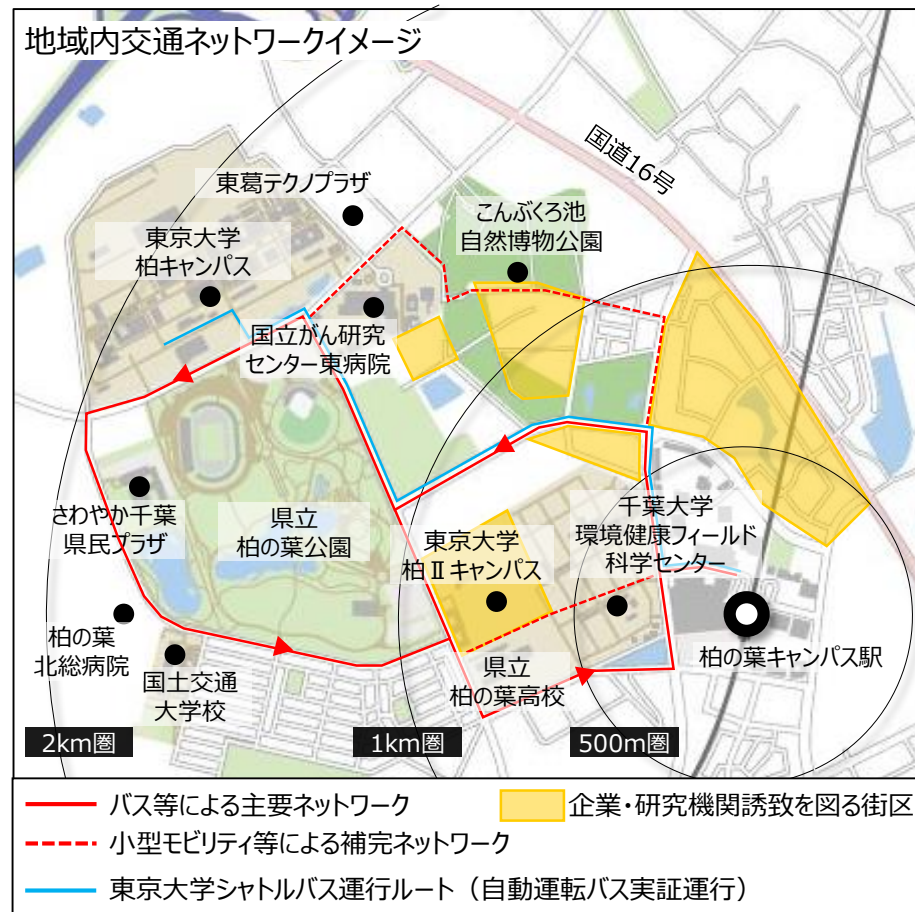 地域内交通ネットワークイメージ
国道16号
東葛テクノプラザ
こんぶくろ池
自然博物公園
東京大学
柏キャンパス
国立がん研究
センター東病院
さわやか千葉
県民プラザ
県立
柏の葉公園
東京大学
柏Ⅱキャンパス
千葉大学
環境健康フィールド
科学センター
柏の葉
北総病院
国土交通
大学校
県立
柏の葉高校
柏の葉キャンパス駅
2km圏
1km圏
500m圏
バス等による主要ネットワーク
企業・研究機関誘致を図る街区
小型モビリティ等による補完ネットワーク
東京大学シャトルバス運行ルート（自動運転バス実証運行）